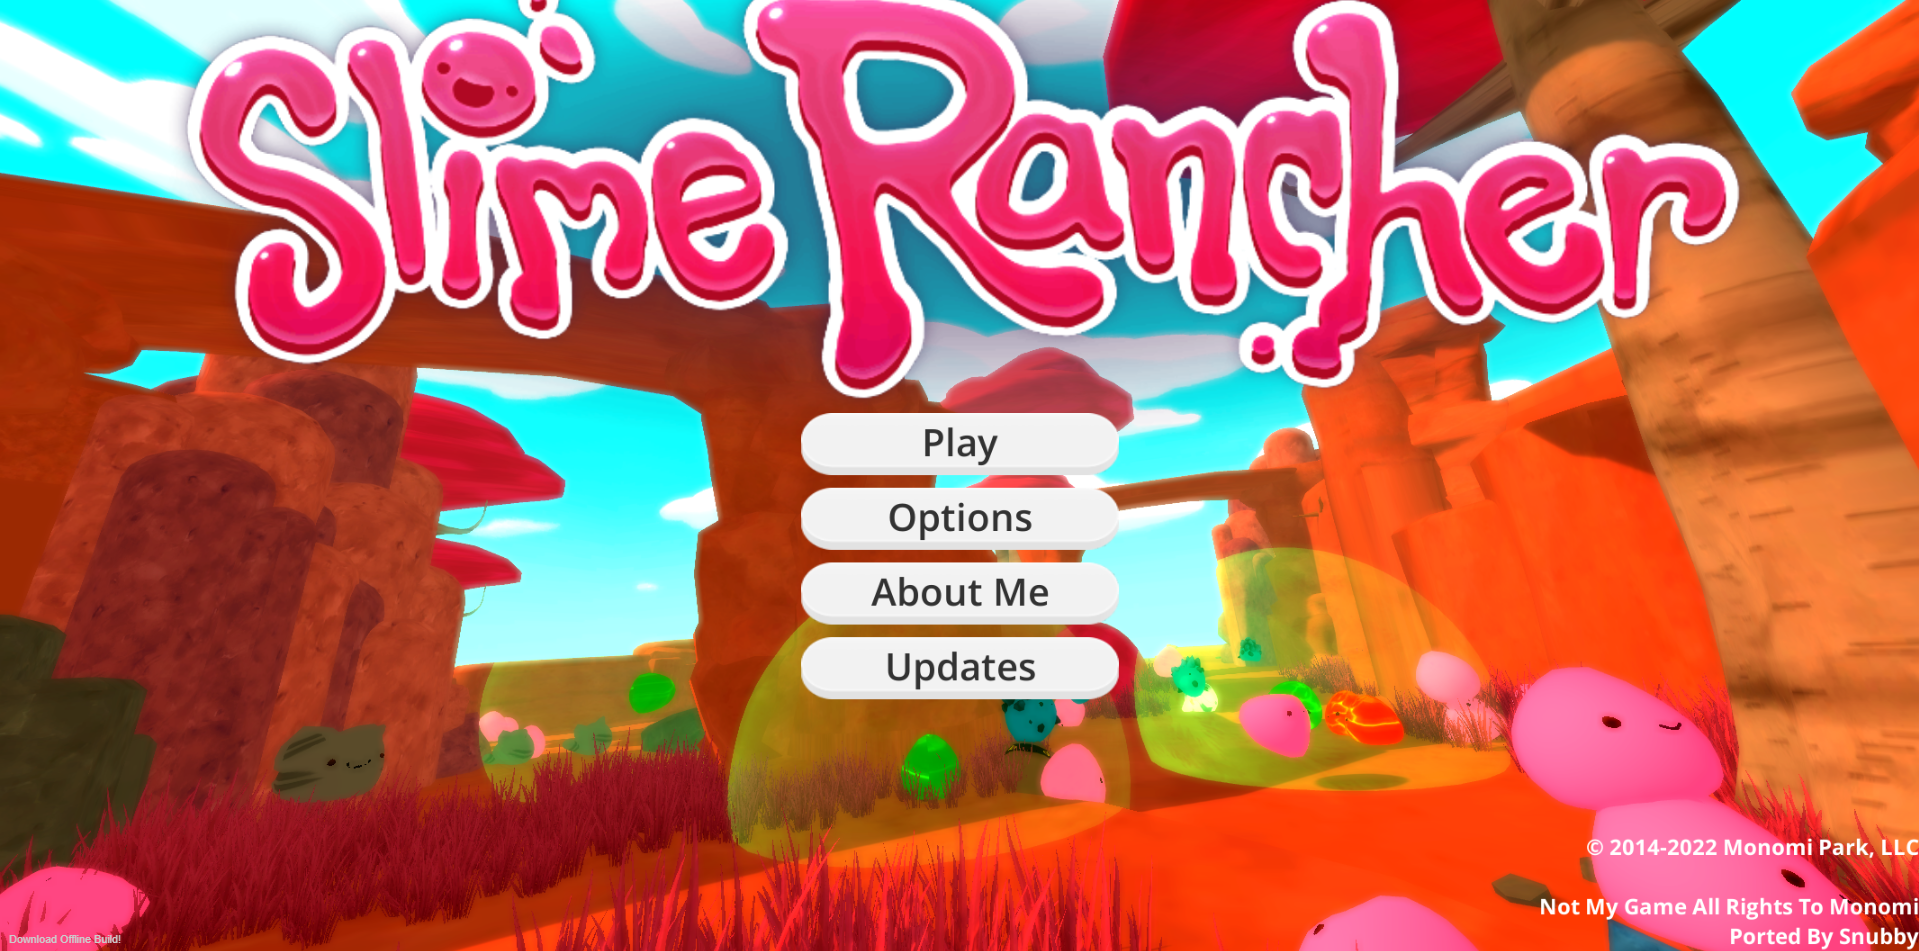 Slime Rancher
Play
Options
About Me
Updates
© 2014-2022 Monomi Park, LLC
Not My Game All Rights To Monomi
Ported By Snubby
Download Offline Build!